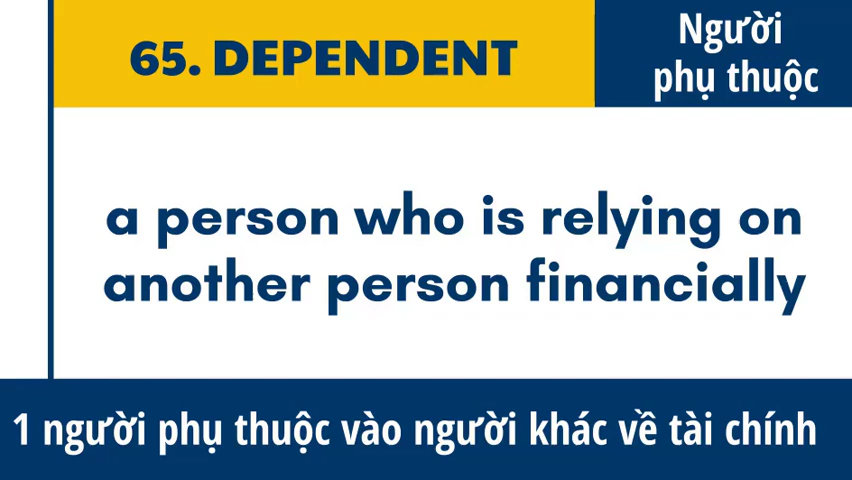 65. DEPENDENT
Người
phụ thuộc
a person who is relying on
another person financially
1 người phụ thuộc vào người khác về tài chính